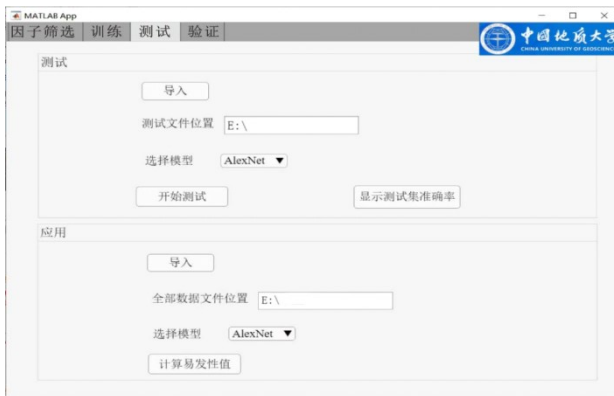 MATLAB App
因子筛选 训练 测试 验证
中国地质大学
CHINA UNIVERSITY OF GEOSCIENC
测试
导入
测试文件位置 E:\
选择模型 AlexNet
开始测试 显示测试集准确率
应用
导入
全部数据文件位置 E:\
选择模型 AlexNet
计算易发性值